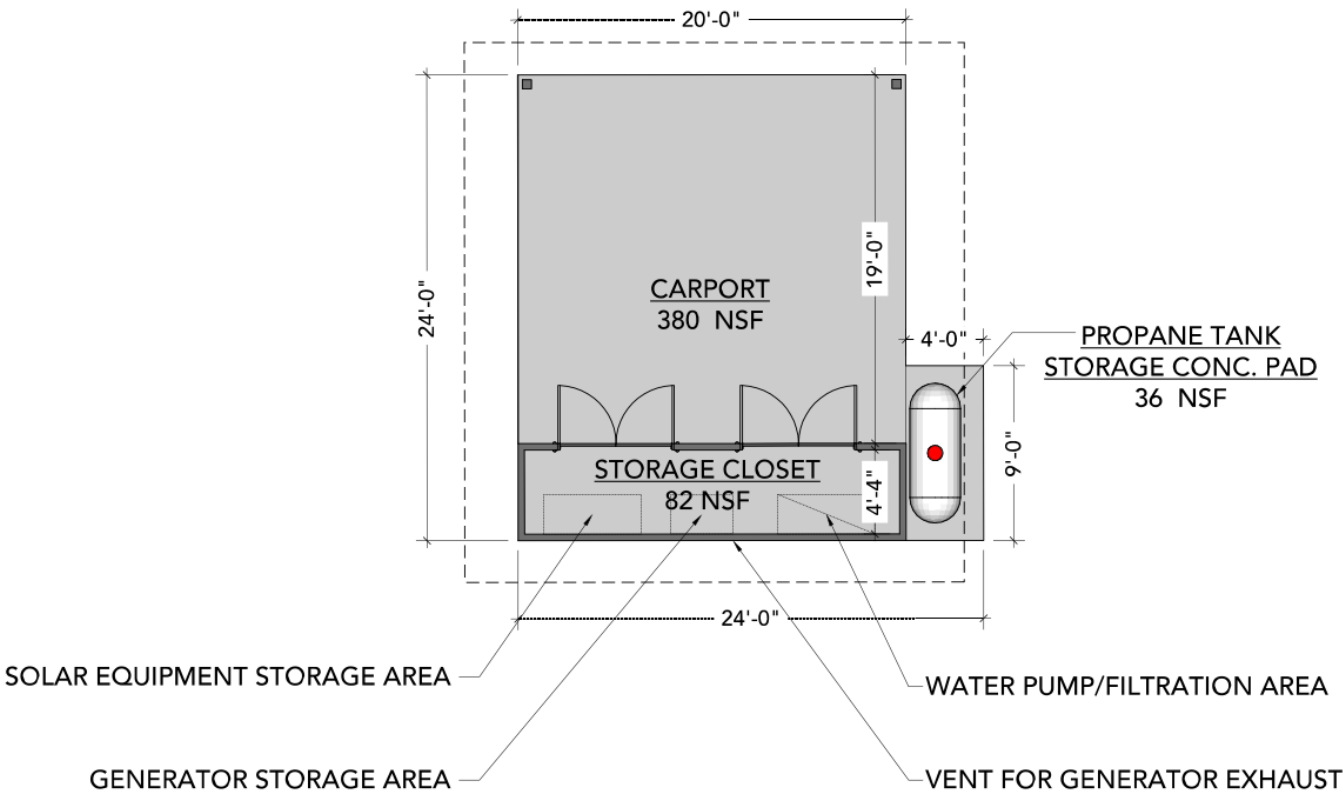 20'-0"
24'-0"
19'-0"
CARPORT
380 NSF
4'-0"
PROPANE TANK
STORAGE CONC. PAD
36 NSF
9'-0"
STORAGE CLOSET
82 NSF
4'-4"
24'-0"
SOLAR EQUIPMENT STORAGE AREA
WATER PUMP/FILTRATION AREA
GENERATOR STORAGE AREA
VENT FOR GENERATOR EXHAUST